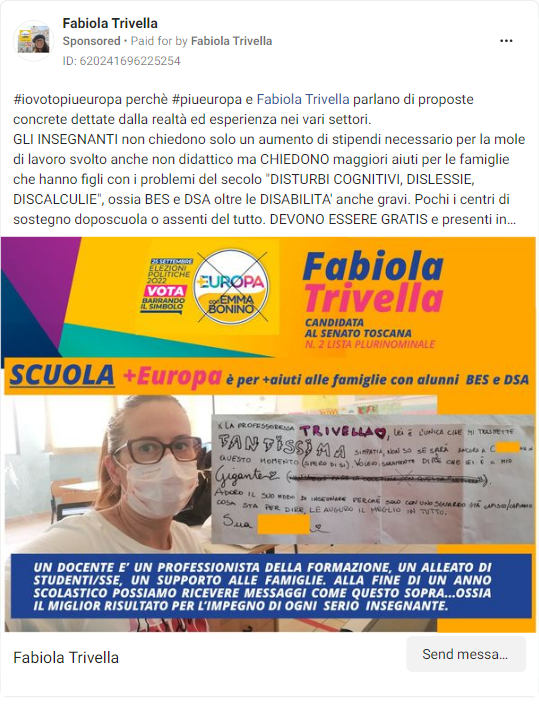 Fabiola Trivella
Sponsored • Paid for by Fabiola Trivella
ID: 620241696225254
#iovotopiueuropa perchè #piueuropa e Fabiola Trivella parlano di proposte
concrete dettate dalla realtà ed esperienza nei vari settori.
GLI INSEGNANTI non chiedono solo un aumento di stipendi necessario per la mole
di lavoro svolto anche non didattico ma CHIEDONO maggiori aiuti per le famiglie
che hanno figli con i problemi del secolo "DISTURBI COGNITIVI, DISLESSIE,
DISCALCULIE", ossia BES e DSA oltre le DISABILITA' anche gravi. Pochi i centri di
sostegno doposcuola o assenti del tutto. DEVONO ESSERE GRATIS e presenti in...
25 SETTEMBRE
ELEZIONI
POLITICHE
2022
VOTA
BARRANDO
IL SIMBOLO
+EUROPA
con EMMA
BONINO
Fabiola
Trivella
CANDIDATA
AL SENATO TOSCANA
N. 2 LISTA PLURINOMINALE
SCUOLA +Europa è per +aiuti alle famiglie con alunni BES e DSA
X LA PROFESSORESSA TRIVELLA, LEI È L'UNICA CHE MI TRASMETTE
TANTISSIMA SIMPATIA, NON SO SE SARÀ ANCORA A C
QUESTO MOMENTO (SPERO DI SI). VOGLIO DIRLE CHE LEI È IL MIO
Gigante
ADORO IL SUO MODO DI INSEGNARE PERCHÉ SOLO CON UNO SGUARDO GIÀ
COSA STA PER DIRE, LE AUGURO IL MEGLIO IN TUTTO.
Sua
UN DOCENTE E' UN PROFESSIONISTA DELLA FORMAZIONE, UN ALLEATO DI
STUDENTI/SSE, UN SUPPORTO ALLE FAMIGLIE. ALLA FINE DI UN ANNO
SCOLASTICO POSSIAMO RICEVERE MESSAGGI COME QUESTO SOPRA...OSSIA
IL MIGLIOR RISULTATO PER L'IMPEGNO DI OGNI SERIO INSEGNANTE.
Fabiola Trivella
Send messa...